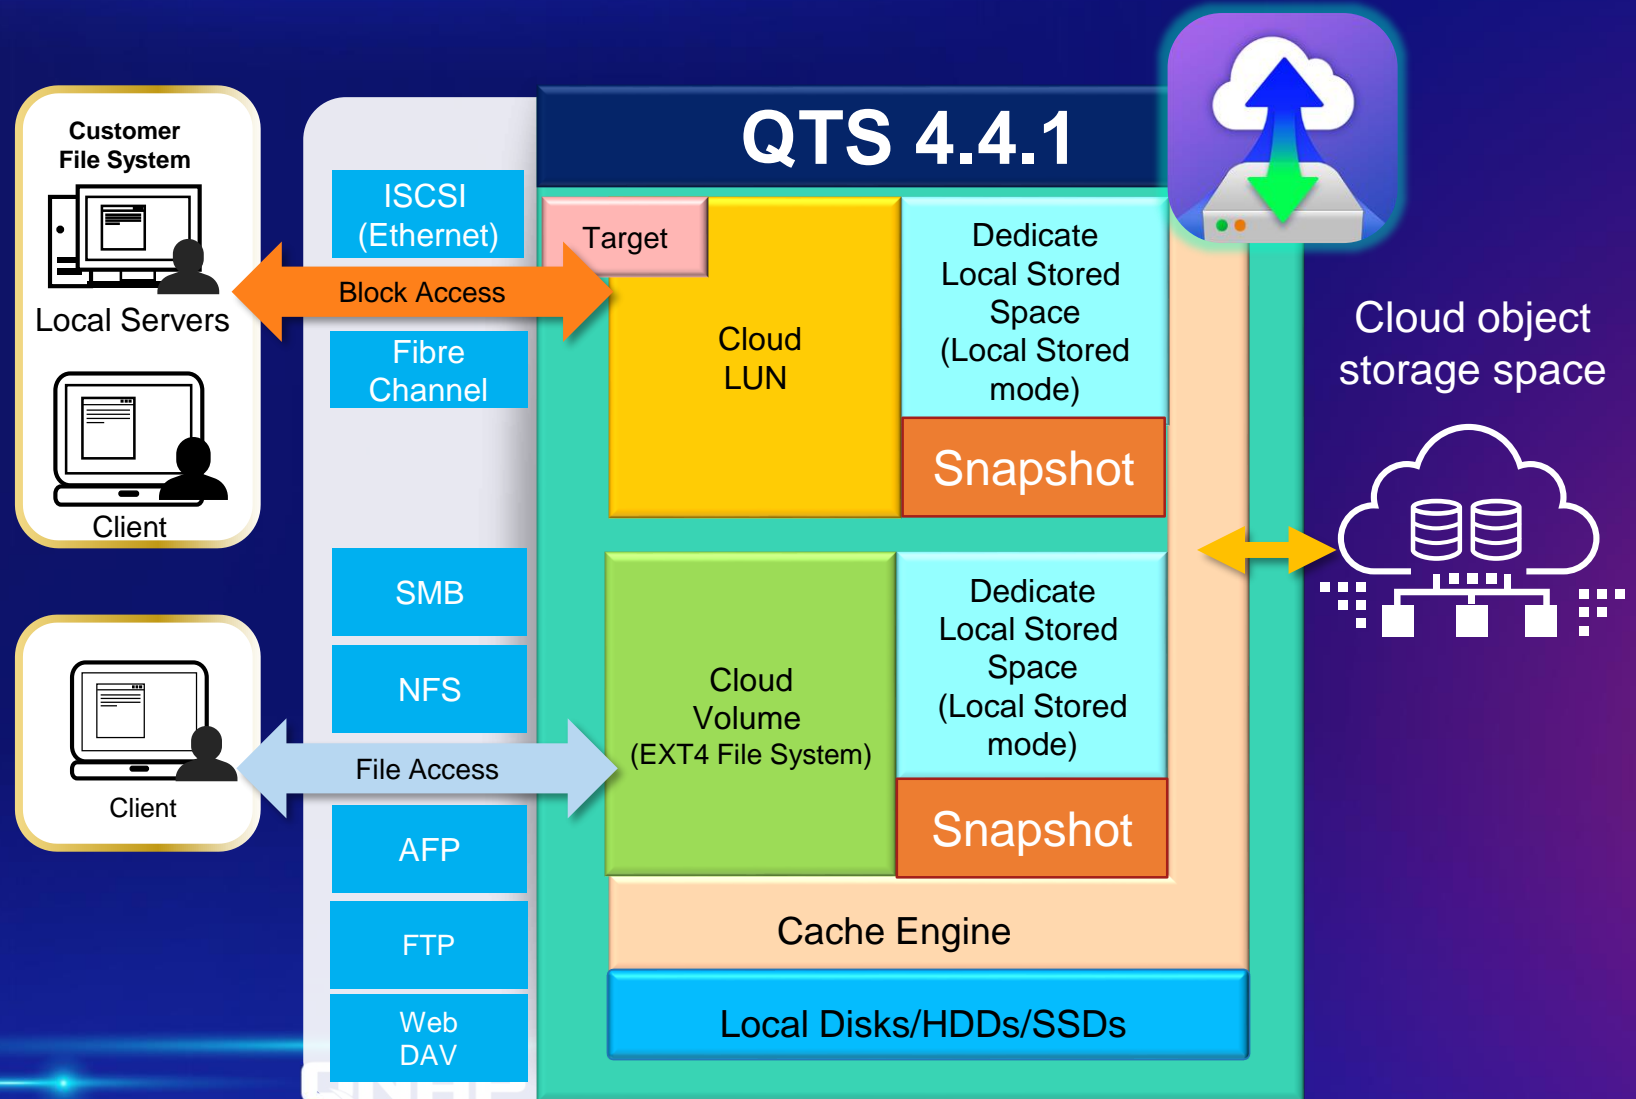 QTS 4.4.1
Customer
File System
Local Servers
Client
Client
ISCSI
(Ethernet)
Block Access
Fibre
Channel
SMB
NFS
File Access
AFP
FTP
Web
DAV
Target
Cloud
LUN
Dedicate
Local Stored
Space
(Local Stored
mode)
Snapshot
Cloud
Volume
(EXT4 File System)
Dedicate
Local Stored
Space
(Local Stored
mode)
Snapshot
Cache Engine
Local Disks/HDDs/SSDs
Cloud object
storage space